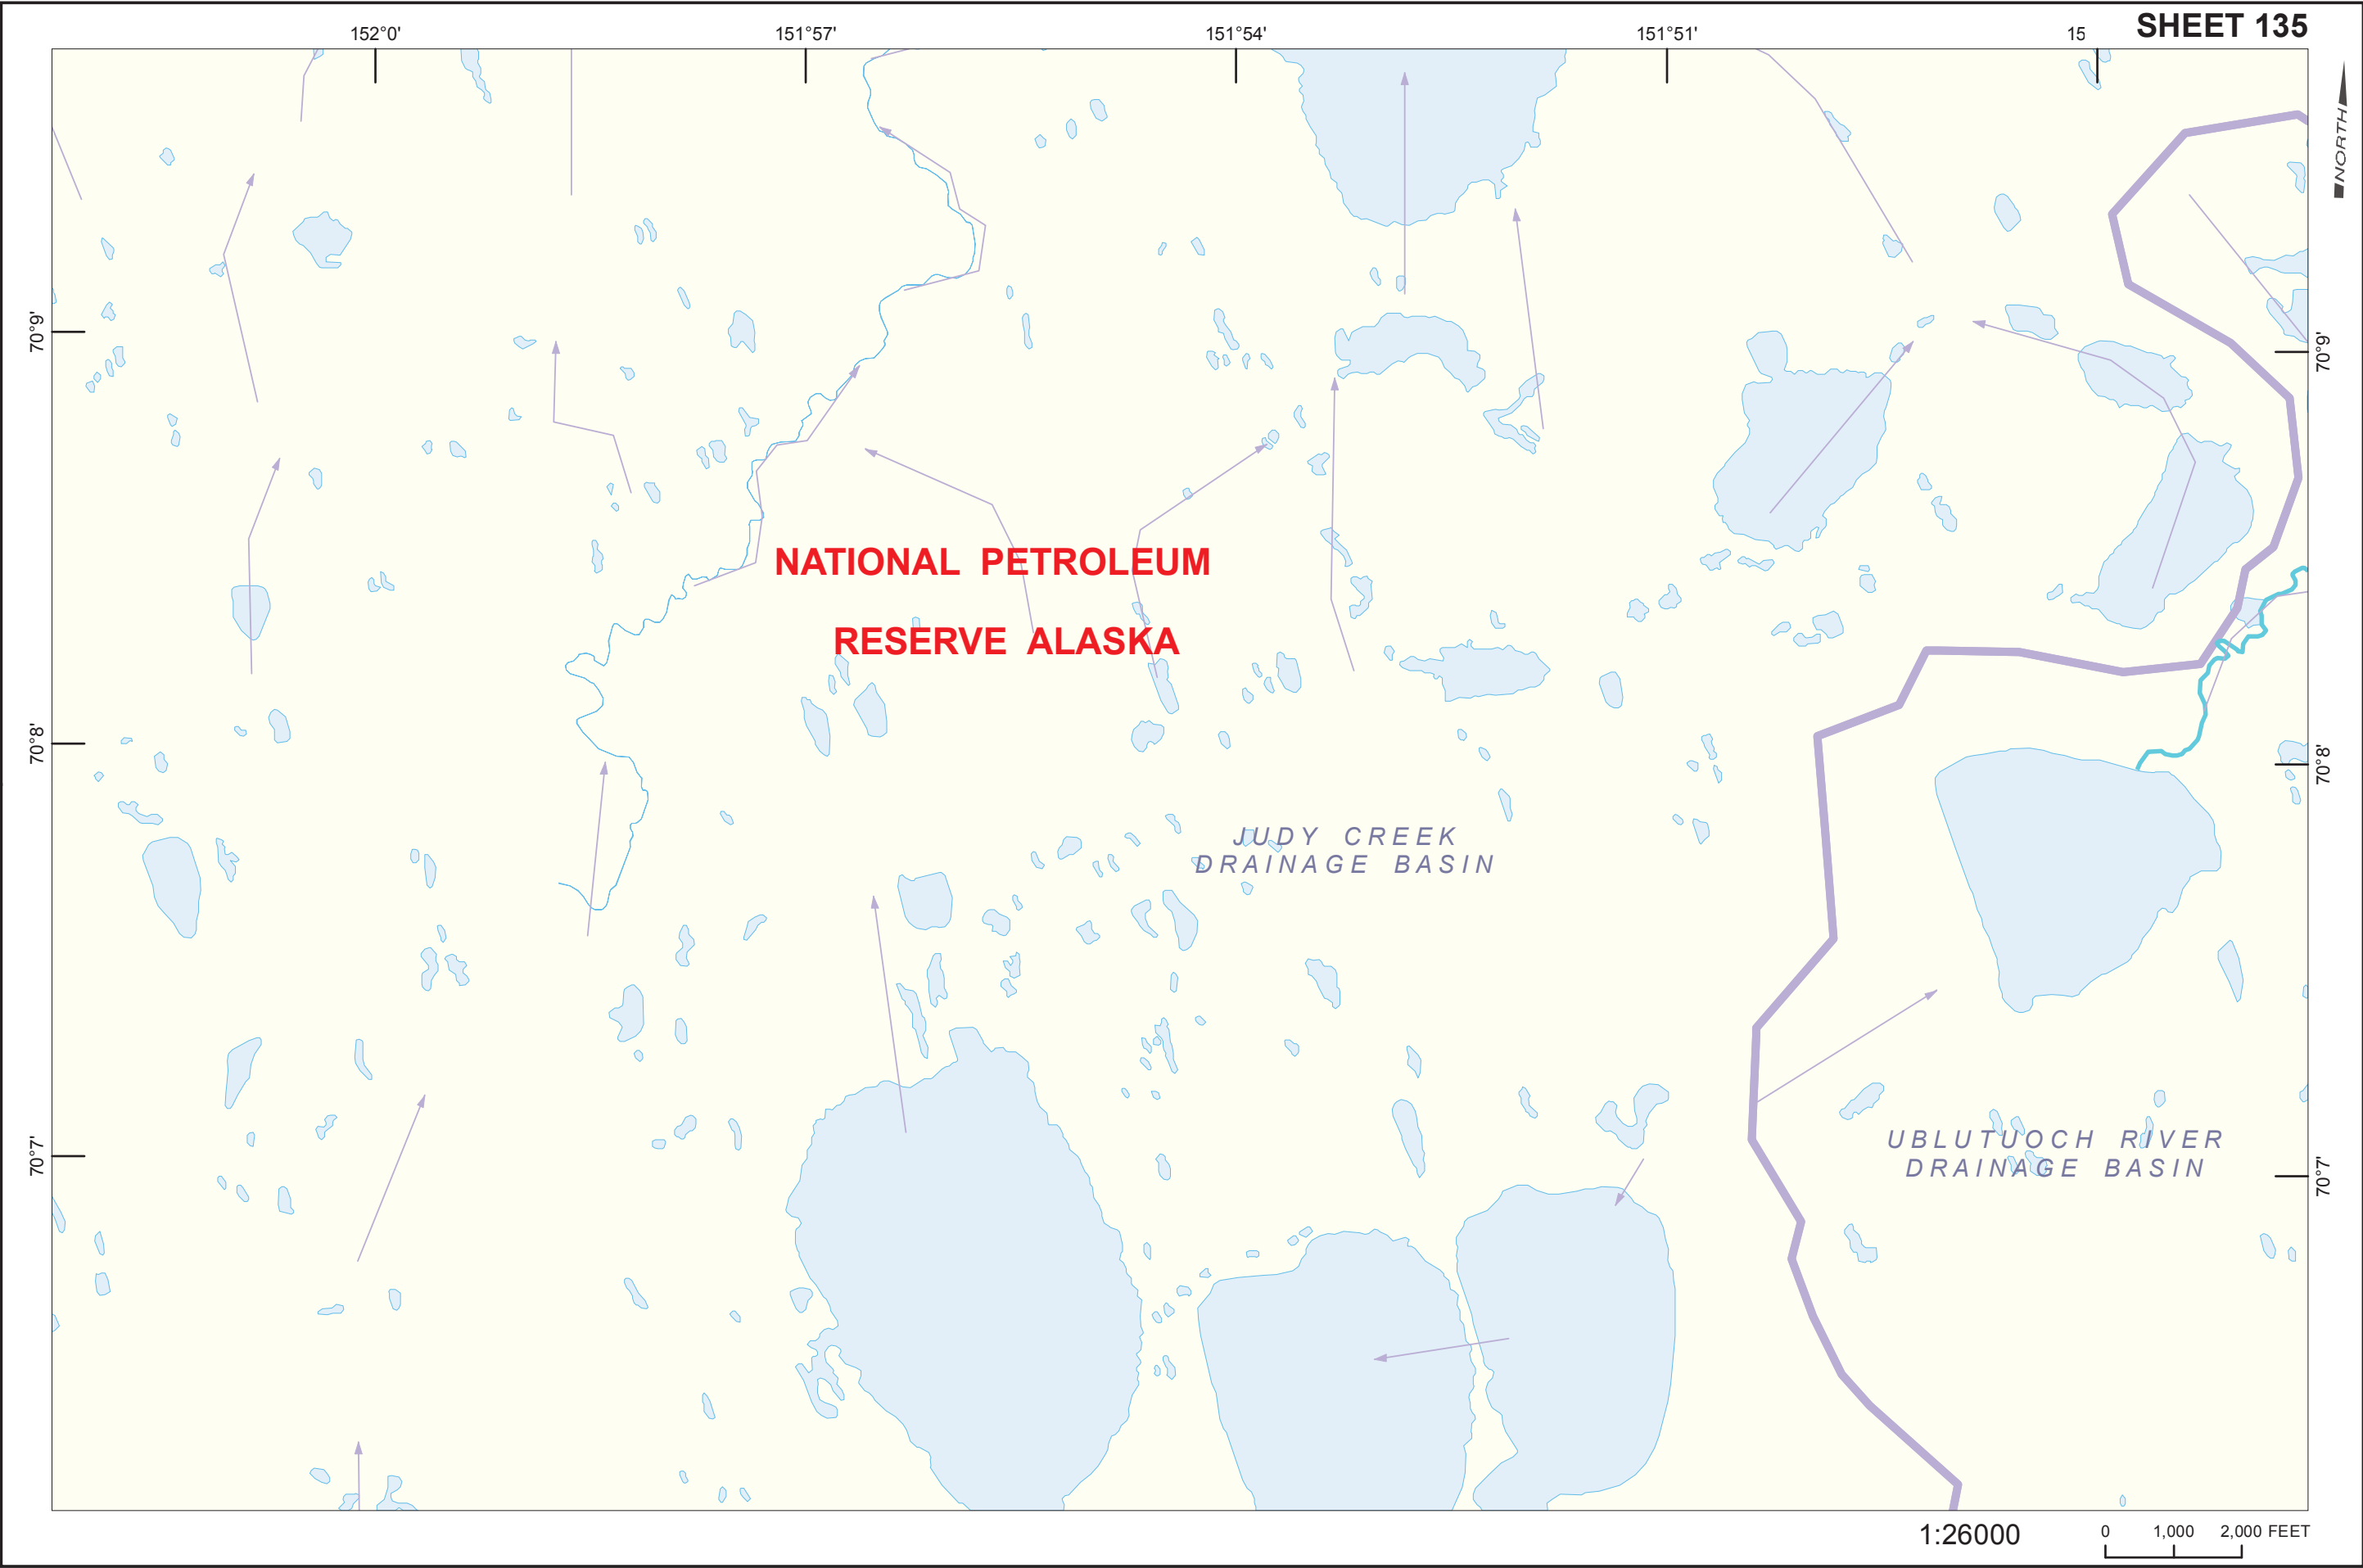 SHEET 135
152°0'
151°57'
151°54'
151°51'
15
NORTH
70°9'
70°9'
NATIONAL PETROLEUM
RESERVE ALASKA
70°8'
70°8'
JUDY CREEK
DRAINAGE BASIN
UBLUTUOCH RIVER
DRAINAGE BASIN
70°7'
70°7'
1:26000
0 1,000 2,000 FEET